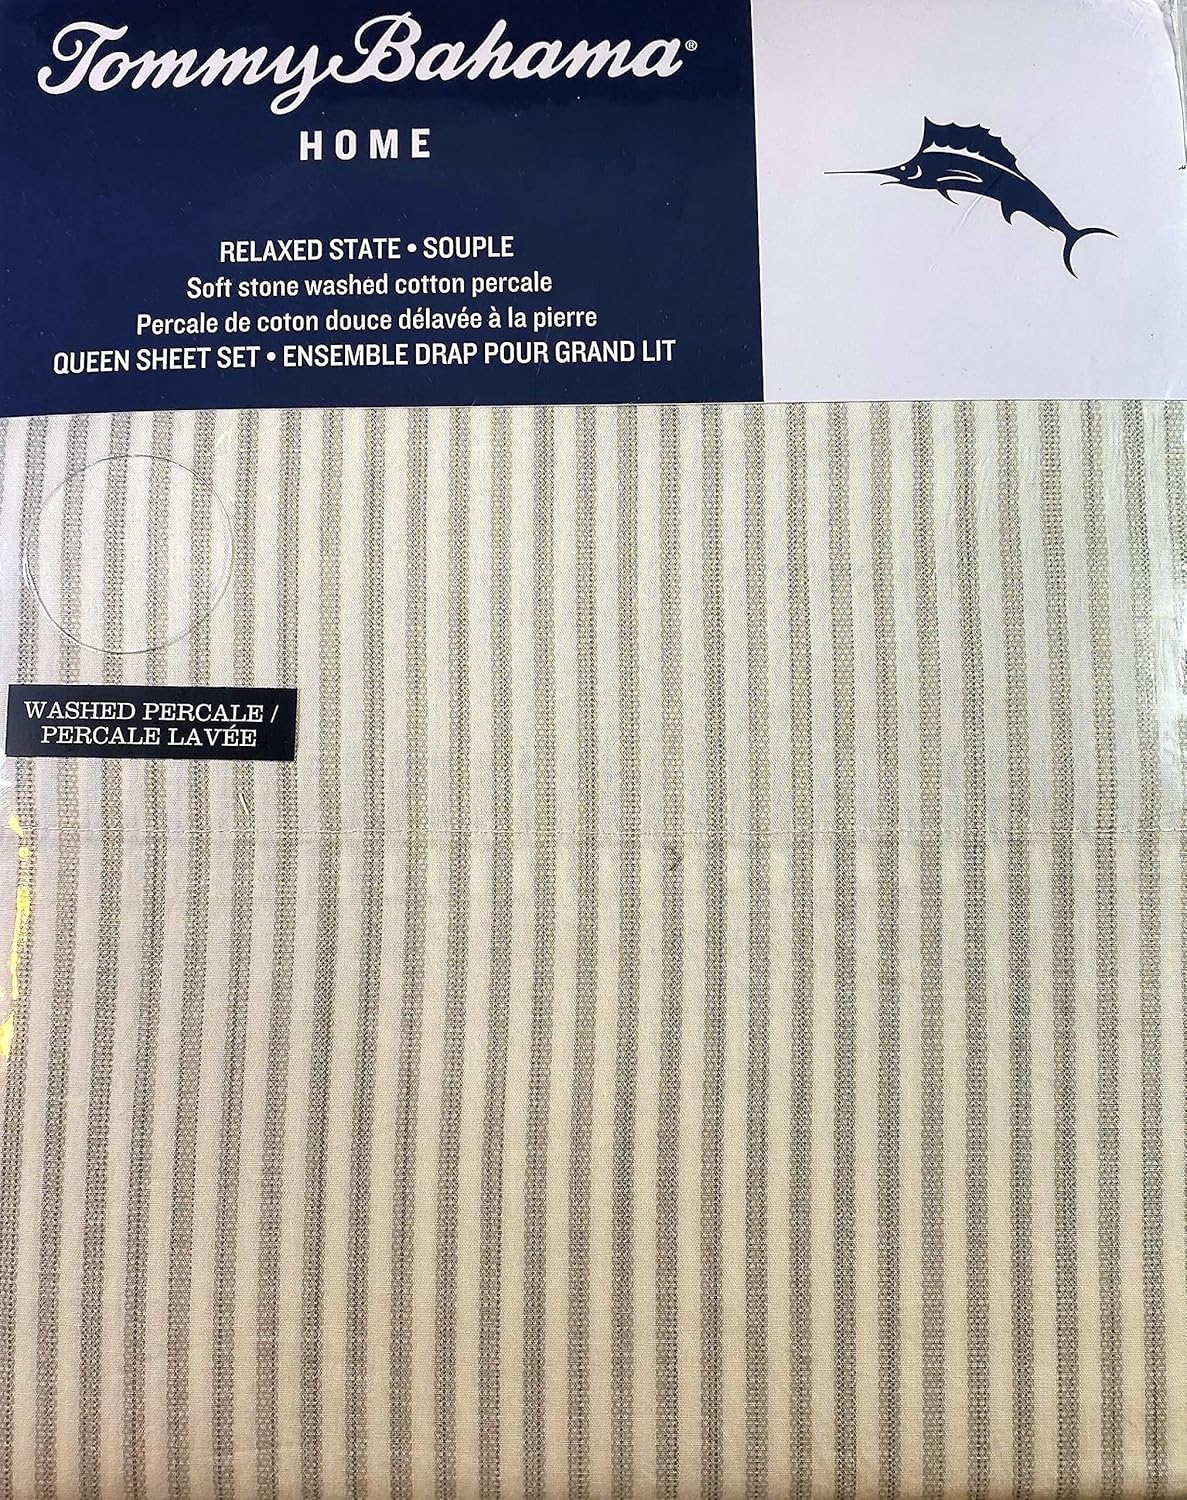 Tommy Bahama®
HOME
RELAXED STATE • SOUPLE
Soft stone washed cotton percale
Percale de coton douce délavée à la pierre
QUEEN SHEET SET • ENSEMBLE DRAP POUR GRAND LIT
WASHED PERCALE /
PERCALE LAVÉE